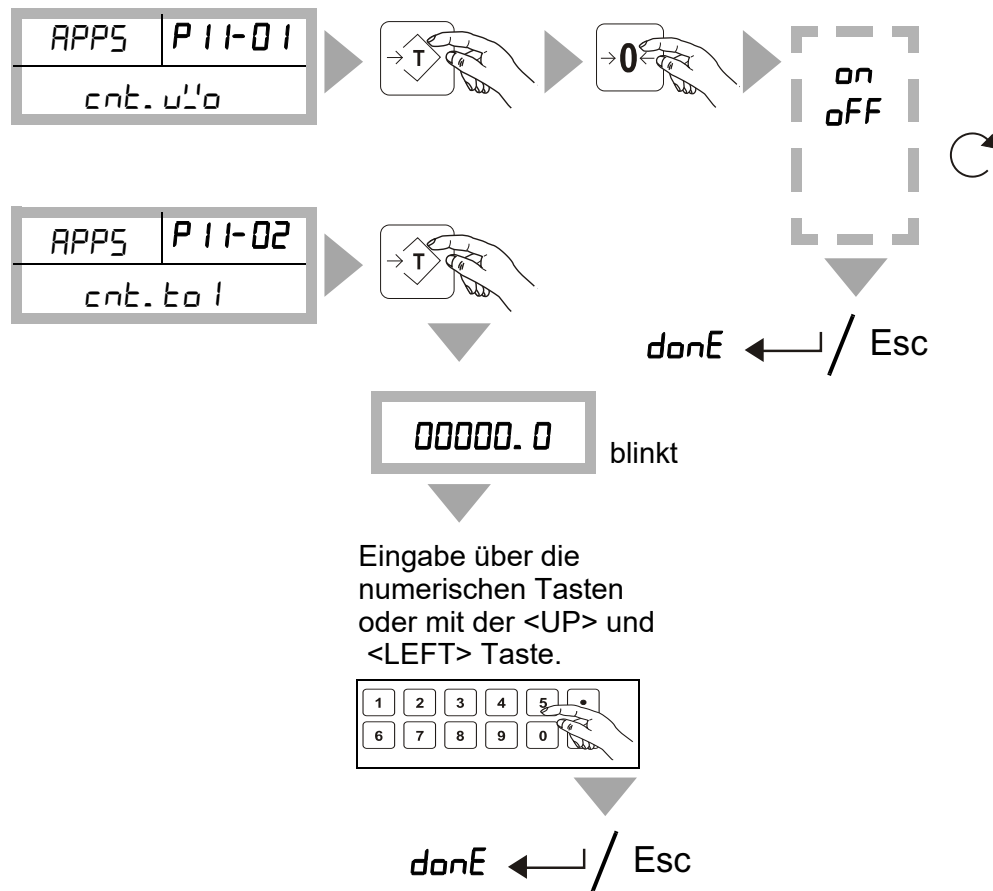 APPS P11-01
→T
→0←
on
oFF
APPS P11-02
cnt.tol
→T
donE / Esc
00000.0
blinkt
Eingabe über die
numerischen Tasten
oder mit der <UP> und
<LEFT> Taste.
1 2 3 4 5 •
6 7 8 9 0
donE / Esc